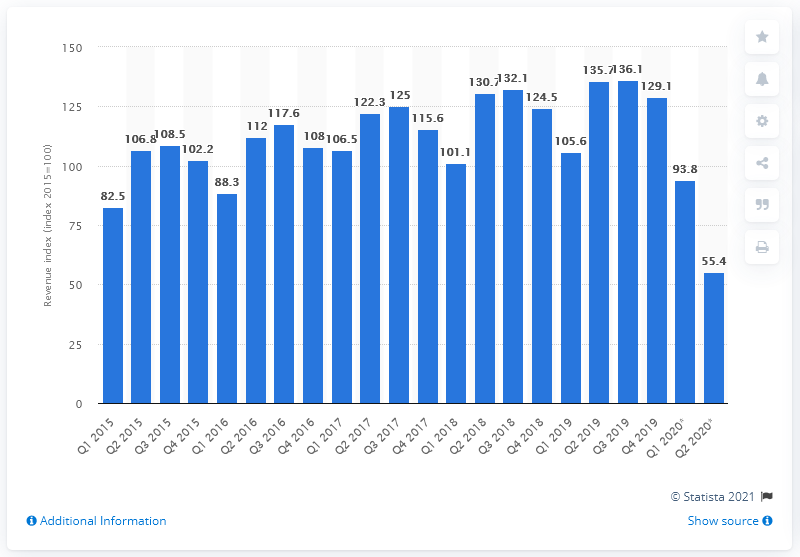 150
125
100
75
50
25
0
Revenue index (index 2015=100)
82.5
106.8
108.5
102.2
88.3
112
117.6
108
106.5
122.3
125
115.6
101.1
130.7
132.1
124.5
105.6
135.7
136.1
129.1
93.8
55.4
Q1 2015
Q2 2015
Q3 2015
Q4 2015
Q1 2016
Q2 2016
Q3 2016
Q4 2016
Q1 2017
Q2 2017
Q3 2017
Q4 2017
Q1 2018
Q2 2018
Q3 2018
Q4 2018
Q1 2019
Q2 2019
Q3 2019
Q4 2019
Q1 2020*
Q2 2020*
© Statista 2021
Additional Information
Show source